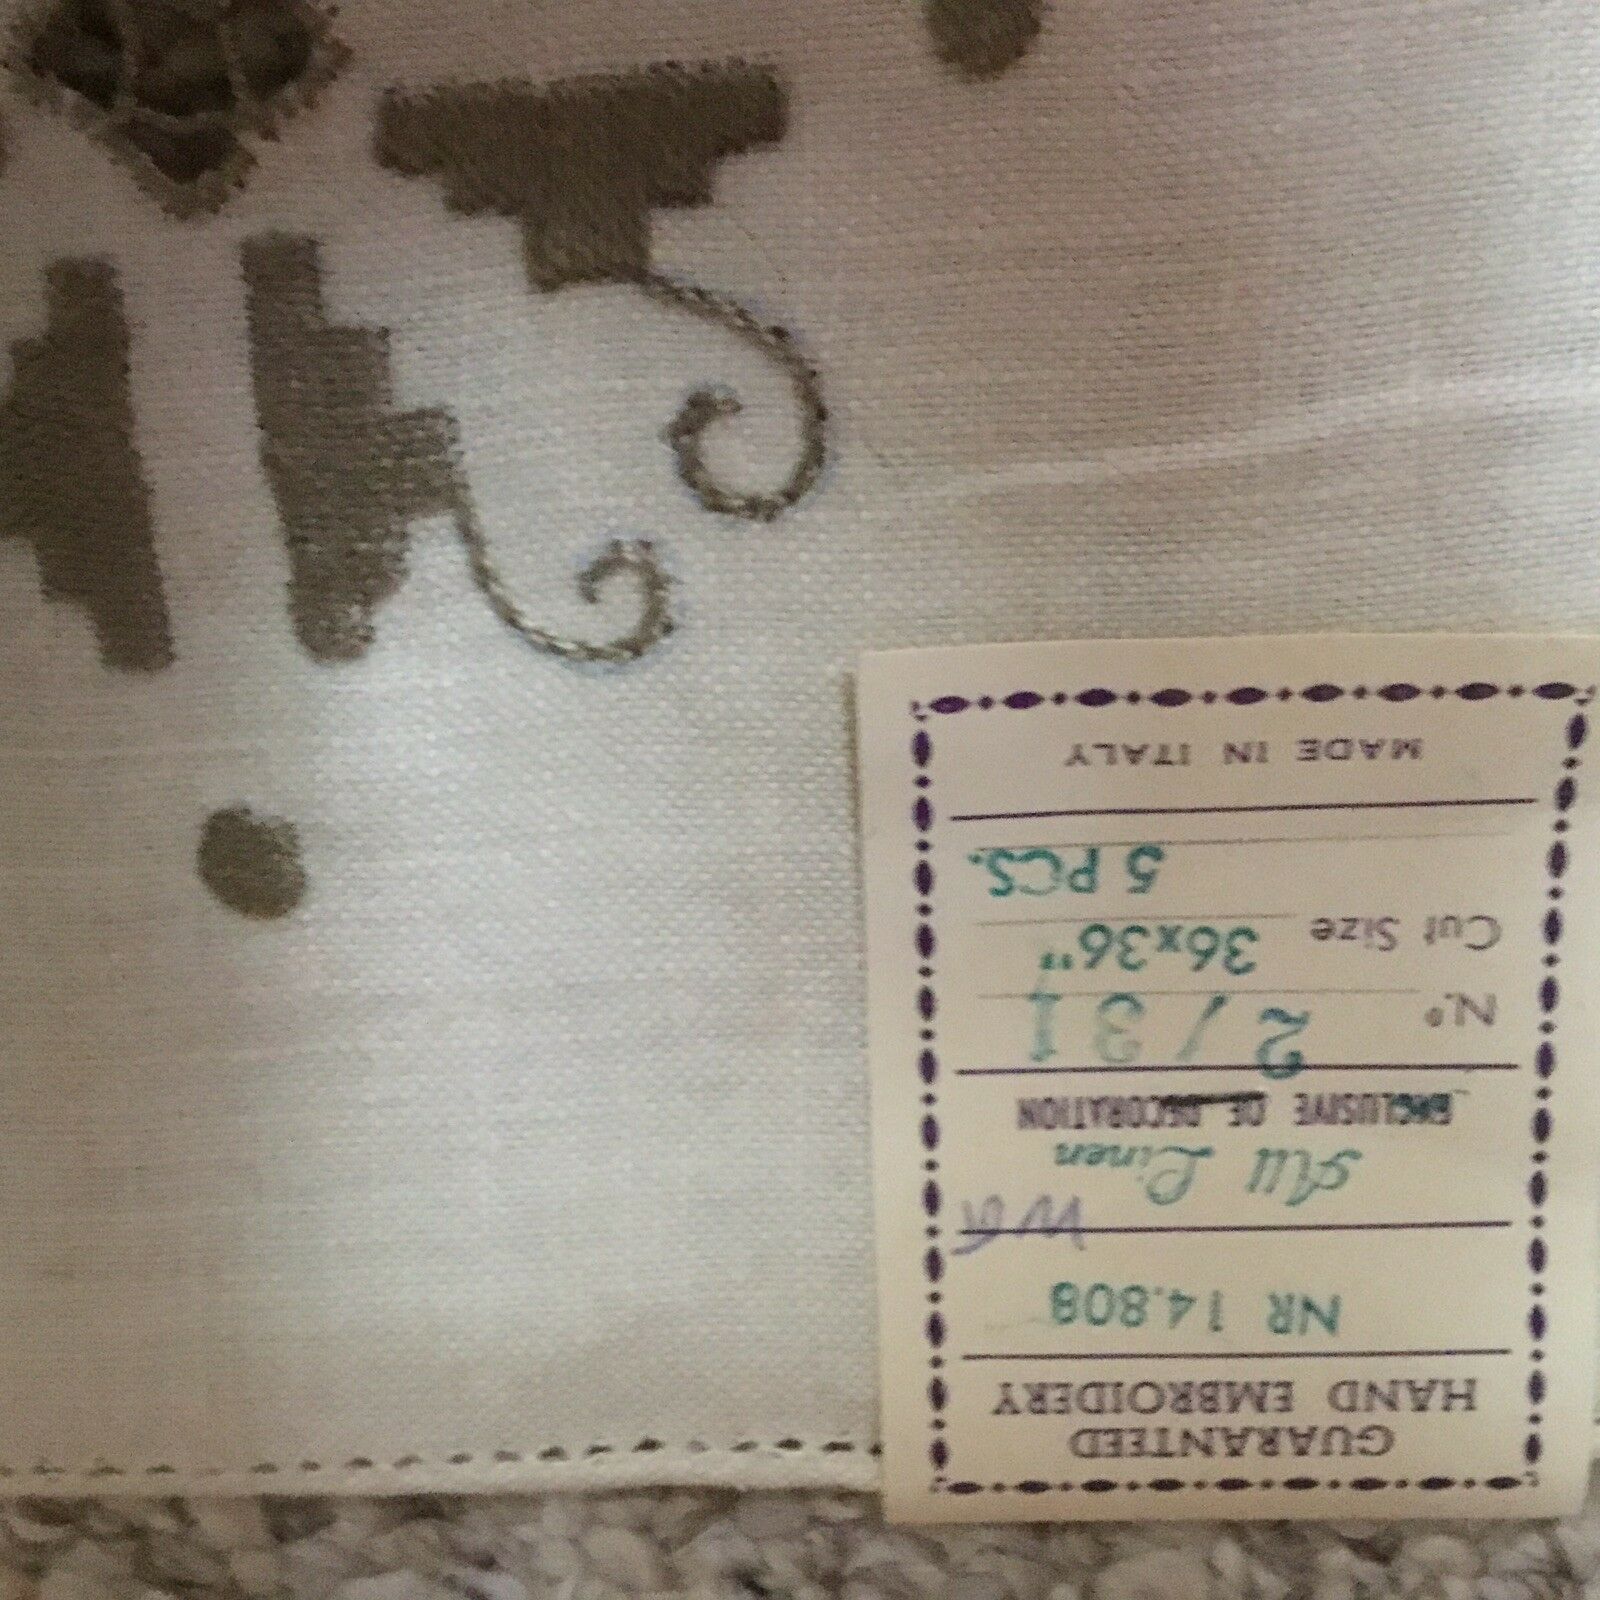 GUARANTEED
HAND EMBROIDERY
NR 14.808
All Linen
EXCLUSIVE OF DECORATION
N.º 2/31
Cut Size 36x36"
5 PCS.
MADE IN ITALY